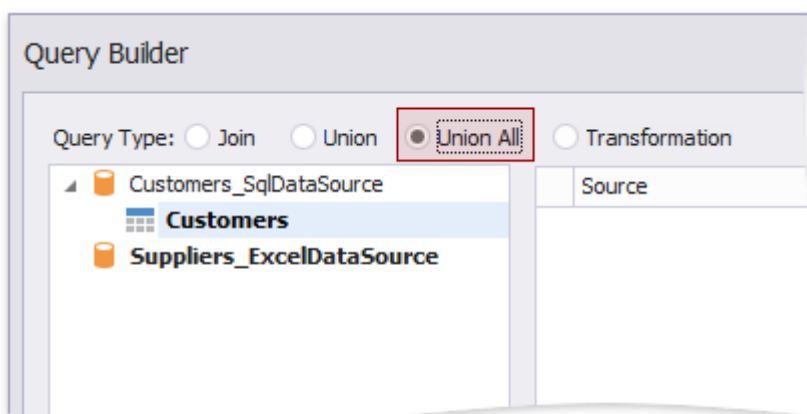 Query Builder
Query Type: Join Union Union All Transformation
Customers_SqlDataSource
Source
Customers
Suppliers_ExcelDataSource